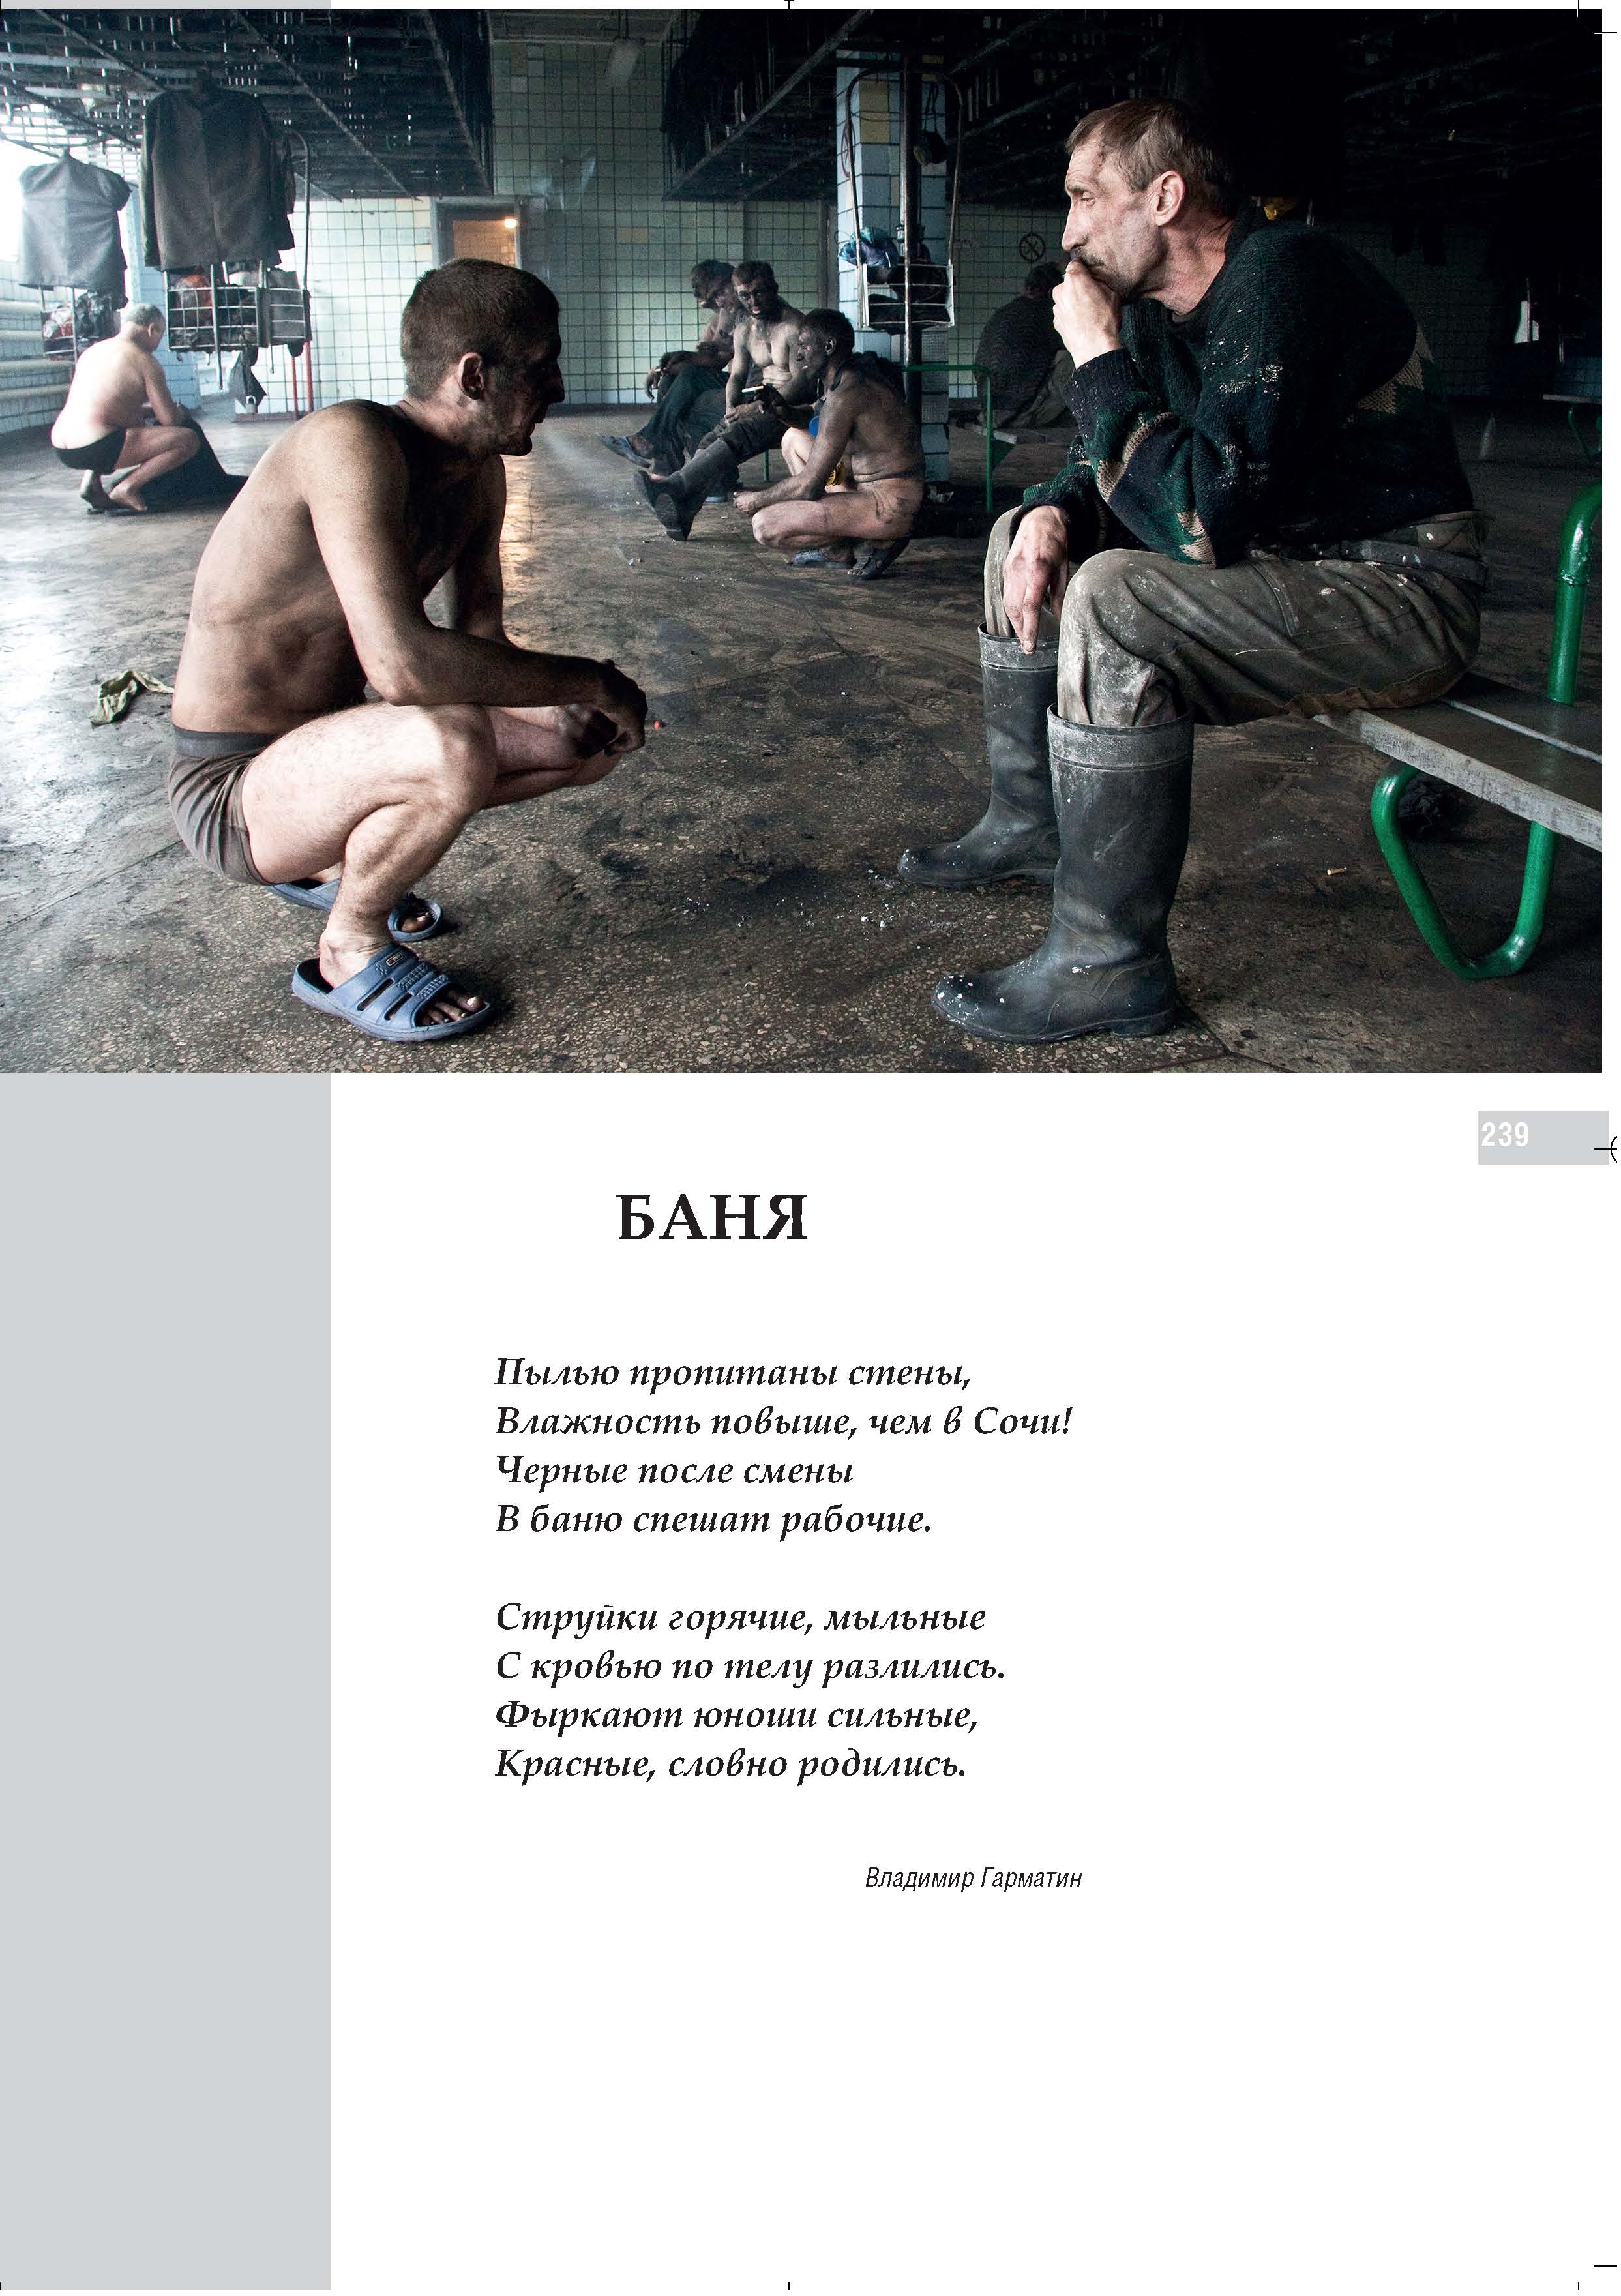 239
БАНЯ
Пылью пропитаны стены,
Влажность повыше, чем в Сочи!
Черные после смены
В баню спешат рабочие.
Струйки горячие, мыльные
С кровью по телу разлились.
Фыркают юноши сильные,
Красные, словно родились.
Владимир Гарматин